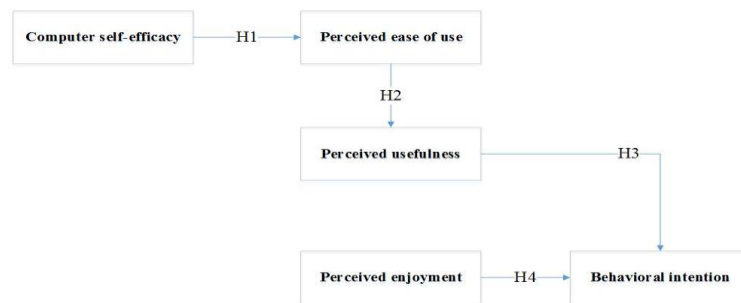 Computer self-efficacy
H1
Perceived ease of use
H2
Perceived usefulness
H3
Perceived enjoyment
H4
Behavioral intention